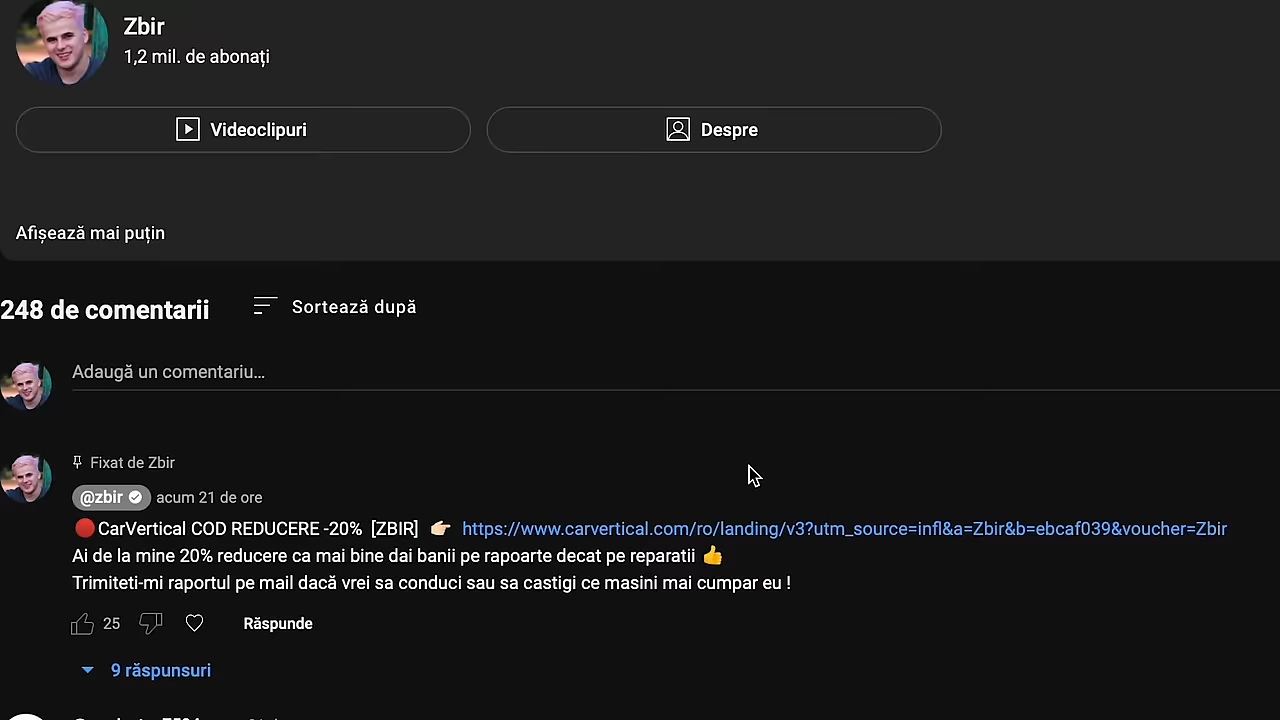 Zbir
1,2 mil. de abonați
Videoclipuri
Despre
Afișează mai puțin
248 de comentarii
Sortează după
Adaugă un comentariu...
Fixat de Zbir
@zbir
acum 21 de ore
CarVertical COD REDUCERE -20% [ZBIR] 👉🏻 https://www.carvertical.com/ro/landing/v3?utm_source=infl&a=Zbir&b=ebcaf039&voucher=Zbir
Ai de la mine 20% reducere ca mai bine dai banii pe rapoarte decat pe reparatii 👍
Trimiteti-mi raportul pe mail dacă vrei sa conduci sau sa castigi ce masini mai cumpar eu !
25
Răspunde
9 răspunsuri